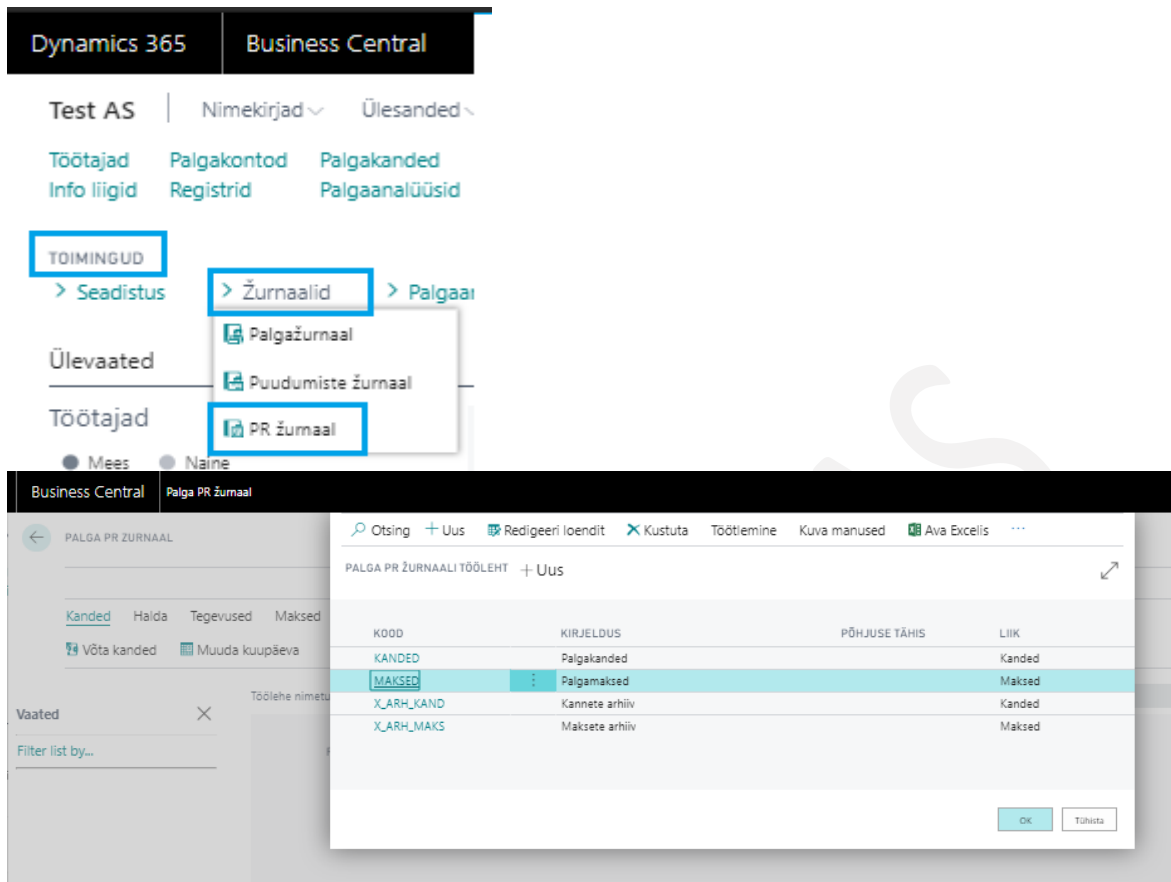 Dynamics 365 Business Central
Test AS Nimekirjad Ülesanded
Töötajad Palgakontod Palgakanded
Info liigid Registrid Palgaanalüüsid
TOIMINGUD
> Seadistus > Žurnaalid > Palgaar
Palgažurnaal
Ülevaated
Puudumiste žurnaal
Töötajad
PR žurnaal
Mees Naine
Business Central Palga PR žurnaal
PALGA PR ŽURNAAL
Otsing + Uus Redigeeri loendit Kustuta Töötlemine Kuva manused Ava Excelis ...
PALGA PR ŽURNAALI TÖÖLEHT + Uus
Kanded Halda Tegevused Maksed
Võta kanded Muuda kuupäeva
KOOD KIRJELDUS PÕHJUSE TÄHIS LIIK
KANDED Palgakanded Kanded
MAKSED Palgamaksed Maksed
X_ARH_KAND Kannete arhiiv Kanded
X_ARH_MAKS Maksete arhiiv Maksed
Töölehe nimetu
Vaated
Filter list by...
OK Tühista